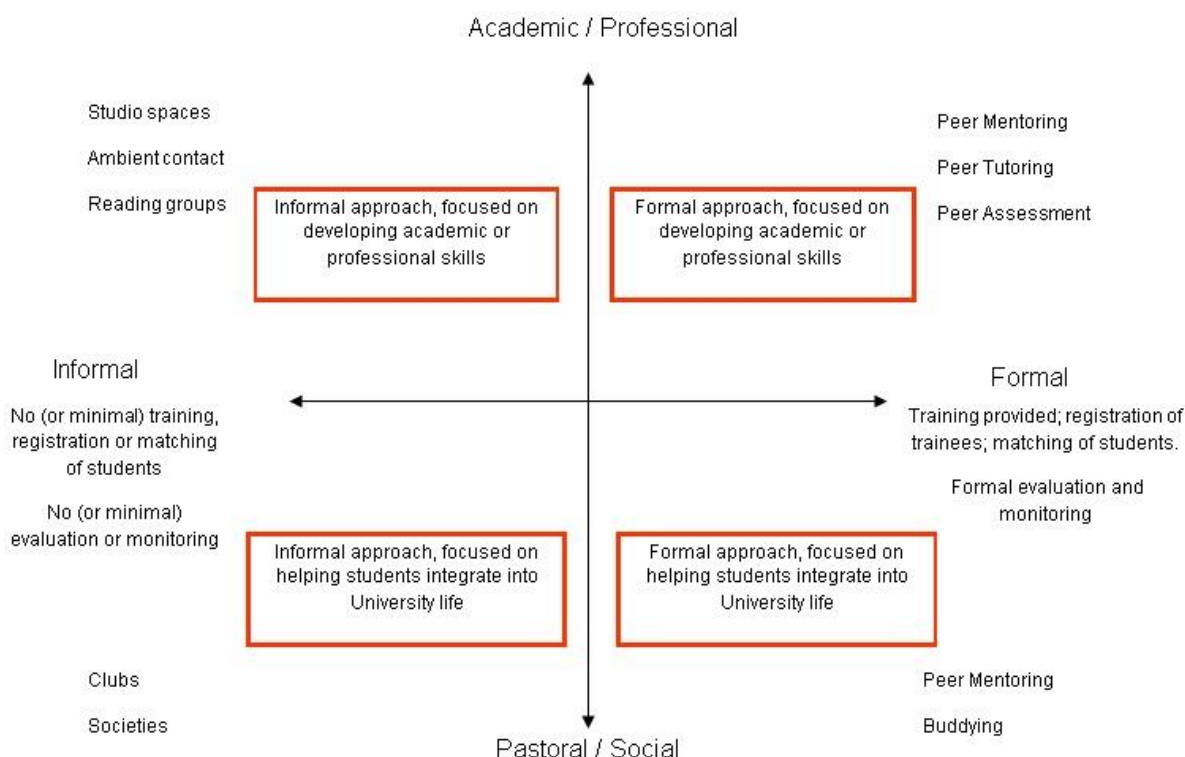 Academic / Professional
Studio spaces
Ambient contact
Reading groups
Peer Mentoring
Peer Tutoring
Peer Assessment
Informal approach, focused on
developing academic or
professional skills
Formal approach, focused on
developing academic or
professional skills
Informal
No (or minimal) training,
registration or matching
of students
No (or minimal)
evaluation or monitoring
Formal
Training provided; registration of
trainees; matching of students.
Formal evaluation and
monitoring
Informal approach, focused on
helping students integrate into
University life
Formal approach, focused on
helping students integrate into
University life
Clubs
Societies
Peer Mentoring
Buddying
Pastoral / Social